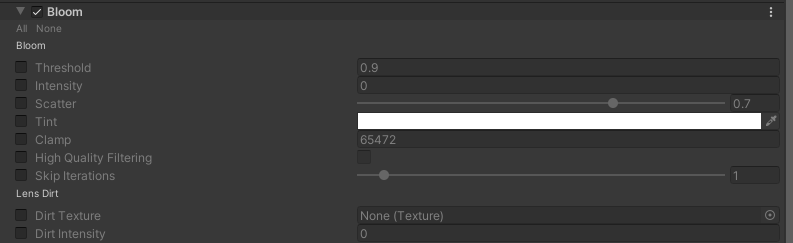 Bloom
All None
Bloom
Threshold 0.9
Intensity 0
Scatter 0.7
Tint
Clamp 65472
High Quality Filtering
Skip Iterations 1
Lens Dirt
Dirt Texture None (Texture)
Dirt Intensity 0